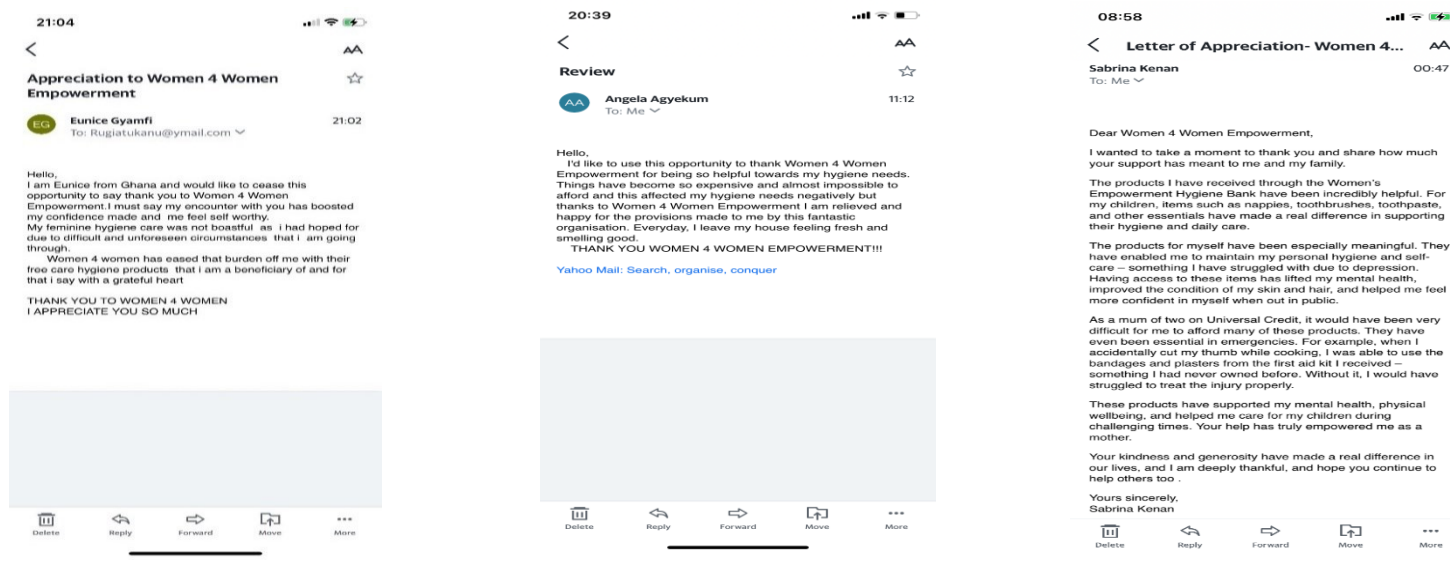 21:04
AA
Appreciation to Women 4 Women
Empowerment
EG
Eunice Gyamfi
21:02
To: Rugiatukanu@ymail.com
Hello,
I am Eunice from Ghana and would like to cease this
opportunity to say thank you to Women 4 Women
Empowerment.I must say my encounter with you has boosted
my confidence made and me feel self worthy.
My feminine hygiene care was not boastful as i had hoped for
due to difficult and unforeseen circumstances that i am going
through.
Women 4 women has eased that burden off me with their
free care hygiene products that i am a beneficiary of and for
that i say with a grateful heart
THANK YOU TO WOMEN 4 WOMEN
I APPRECIATE YOU SO MUCH
Delete Reply Forward Move More
20:39
AA
Review
AA
Angela Agyekum
11:12
To: Me
Hello,
I'd like to use this opportunity to thank Women 4 Women
Empowerment for being so helpful towards my hygiene needs.
Things have become so expensive and almost impossible to
afford and this affected my hygiene needs negatively but
thanks to Women 4 Women Empowerment I am relieved and
happy for the provisions made to me by this fantastic
organisation. Everyday, I leave my house feeling fresh and
smelling good.
THANK YOU WOMEN 4 WOMEN EMPOWERMENT!!!
Yahoo Mail: Search, organise, conquer
Delete Reply Forward Move More
08:58
Letter of Appreciation- Women 4...
AA
Sabrina Kenan
00:47
To: Me
Dear Women 4 Women Empowerment,
I wanted to take a moment to thank you and share how much
your support has meant to me and my family.
The products I have received through the Women's
Empowerment Hygiene Bank have been incredibly helpful. For
my children, items such as nappies, toothbrushes, toothpaste,
and other essentials have made a real difference in supporting
their hygiene and daily care.
The products for myself have been especially meaningful. They
have enabled me to maintain my personal hygiene and self-
care – something I have struggled with due to depression.
Having access to these items has lifted my mental health,
improved the condition of my skin and hair, and helped me feel
more confident in myself when out in public.
As a mum of two on Universal Credit, it would have been very
difficult for me to afford many of these products. They have
even been essential in emergencies. For example, when I
accidentally cut my thumb while cooking, I was able to use the
bandages and plasters from the first aid kit I received –
something I had never owned before. Without it, I would have
struggled to treat the injury properly.
These products have supported my mental health, physical
wellbeing, and helped me care for my children during
challenging times. Your help has truly empowered me as a
mother.
Your kindness and generosity have made a real difference in
our lives, and I am deeply thankful, and hope you continue to
help others too .
Yours sincerely,
Sabrina Kenan
Delete Reply Forward Move More